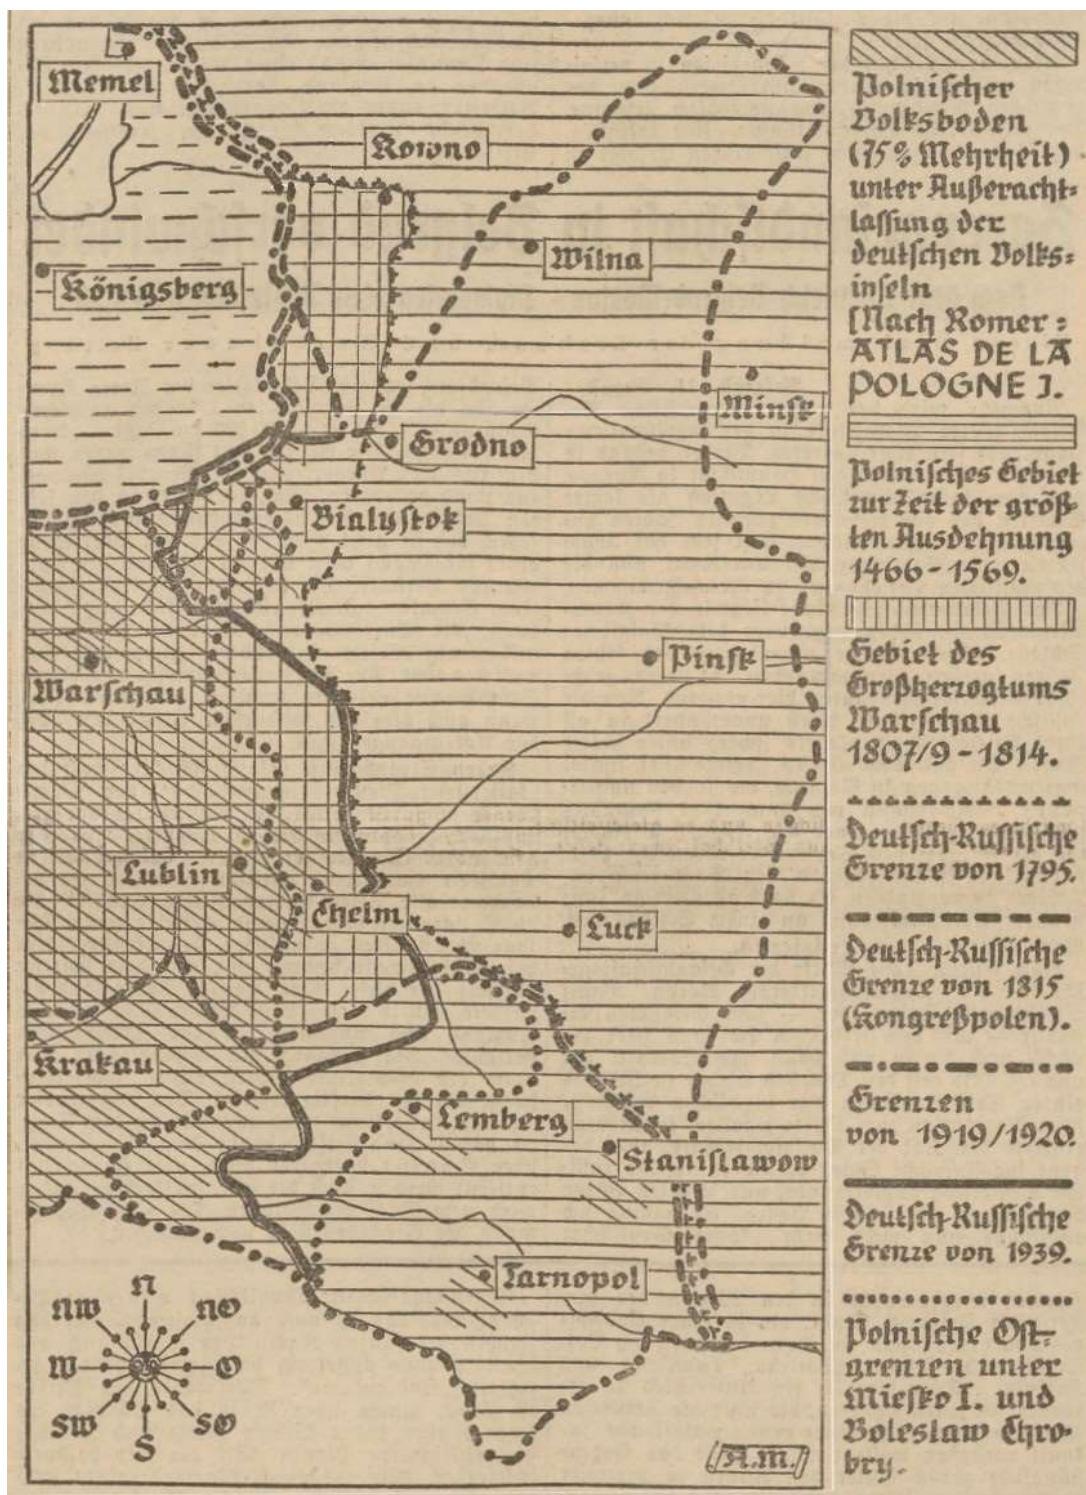 Memel
Kowno
Wilna
Königsberg
Minsk
Grodno
Bialystok
Pinsk
Warschau
Lublin
Chelm
Luck
Krakau
Lemberg
Stanislawow
Tarnopol
N
NW
NO
W
O
SW
SO
S
A.M.
Polnischer
Volksboden
(75% Mehrheit)
unter Außeracht=
lassung der
deutschen Volks=
inseln
[Nach Romer:
ATLAS DE LA
POLOGNE J.
Polnisches Gebiet
zur Zeit der größ-
ten Ausdehnung
1466-1569.
Gebiet des
Großherzogtums
Warschau
1807/9-1814.
Deutsch-Russische
Grenze von 1795.
Deutsch-Russische
Grenze von 1815
(Kongreßpolen).
Grenzen
von 1919/1920.
Deutsch-Russische
Grenze von 1939.
Polnische Ost-
grenzen unter
Miesko I. und
Boleslaw Chro-
bry.